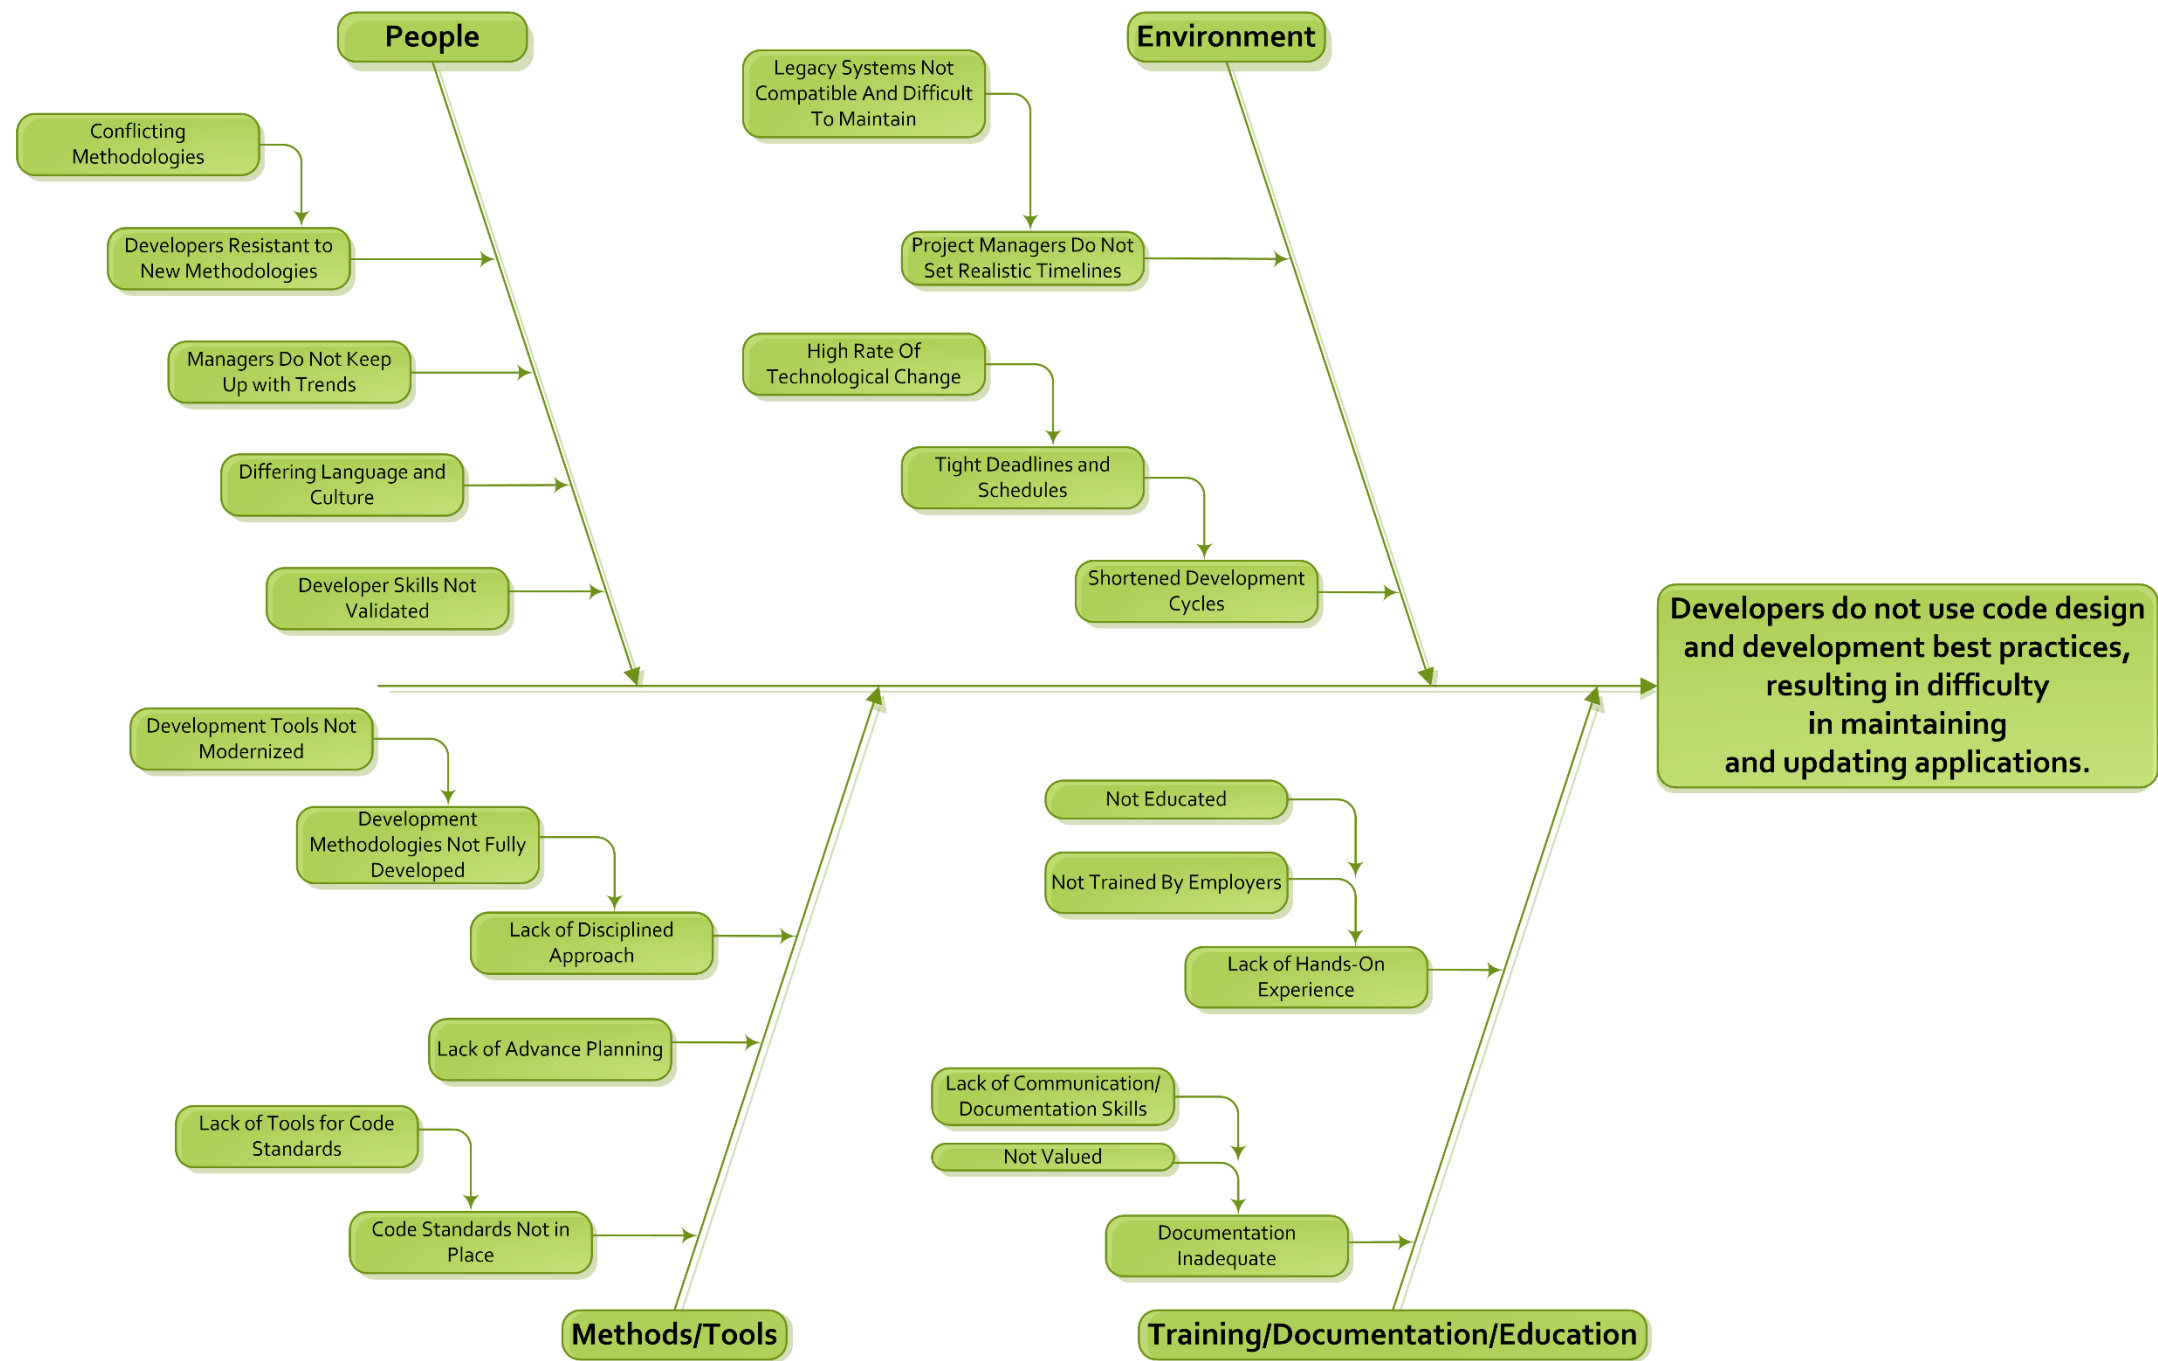 People
Environment
Legacy Systems Not
Compatible And Difficult
To Maintain
Conflicting
Methodologies
Developers Resistant to
New Methodologies
Project Managers Do Not
Set Realistic Timelines
Managers Do Not Keep
Up with Trends
High Rate Of
Technological Change
Differing Language and
Culture
Tight Deadlines and
Schedules
Developer Skills Not
Validated
Shortened Development
Cycles
Developers do not use code design
and development best practices,
resulting in difficulty
in maintaining
and updating applications.
Development Tools Not
Modernized
Development
Methodologies Not Fully
Developed
Lack of Disciplined
Approach
Lack of Advance Planning
Lack of Tools for Code
Standards
Code Standards Not in
Place
Not Educated
Not Trained By Employers
Lack of Hands-On
Experience
Lack of Communication/
Documentation Skills
Not Valued
Documentation
Inadequate
Methods/Tools
Training/Documentation/Education